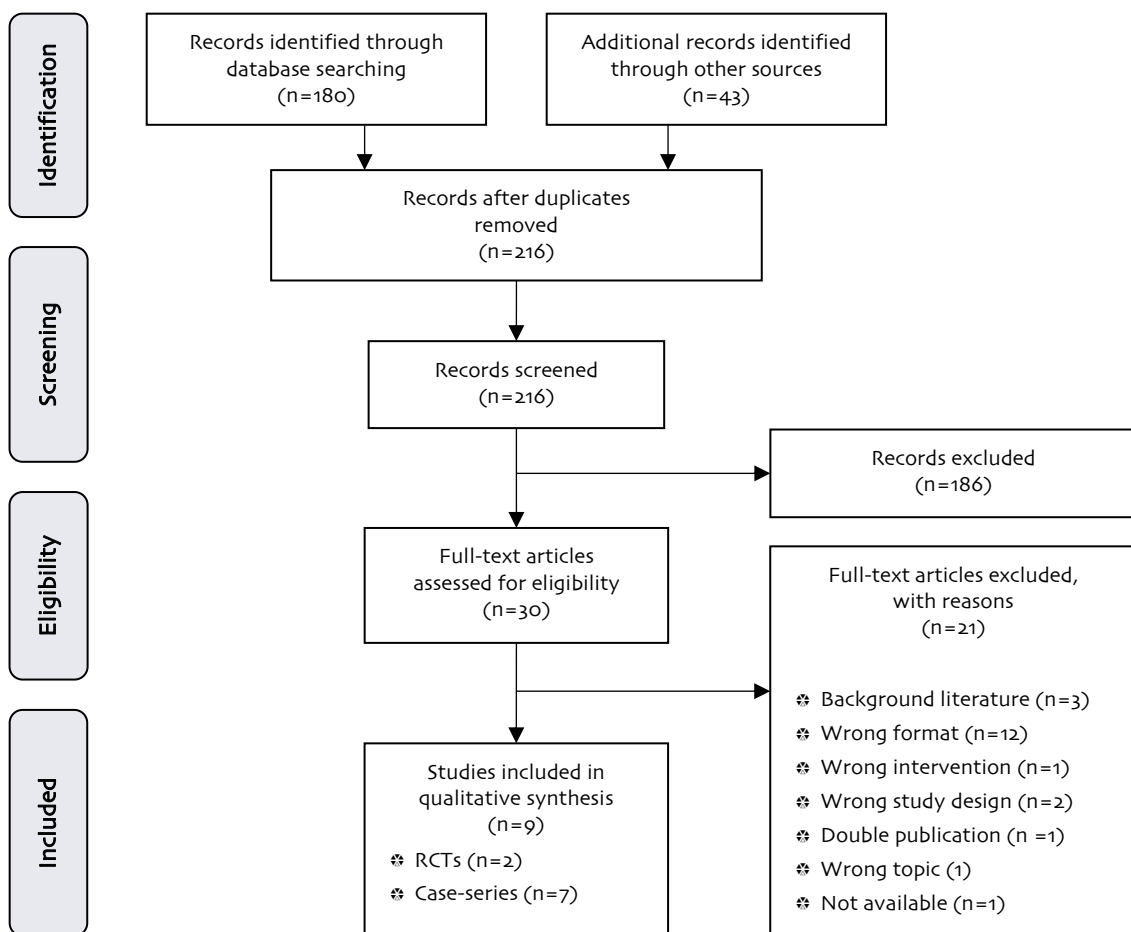 Identification
Records identified through
database searching
(n=180)
Additional records identified
through other sources
(n=43)
Records after duplicates
removed
(n=216)
Screening
Records screened
(n=216)
Records excluded
(n=186)
Eligibility
Full-text articles
assessed for eligibility
(n=30)
Full-text articles excluded,
with reasons
(n=21)
Background literature (n=3)
Wrong format (n=12)
Wrong intervention (n=1)
Wrong study design (n=2)
Double publication (n =1)
Wrong topic (1)
Not available (n=1)
Included
Studies included in
qualitative synthesis
(n=9)
RCTs (n=2)
Case-series (n=7)